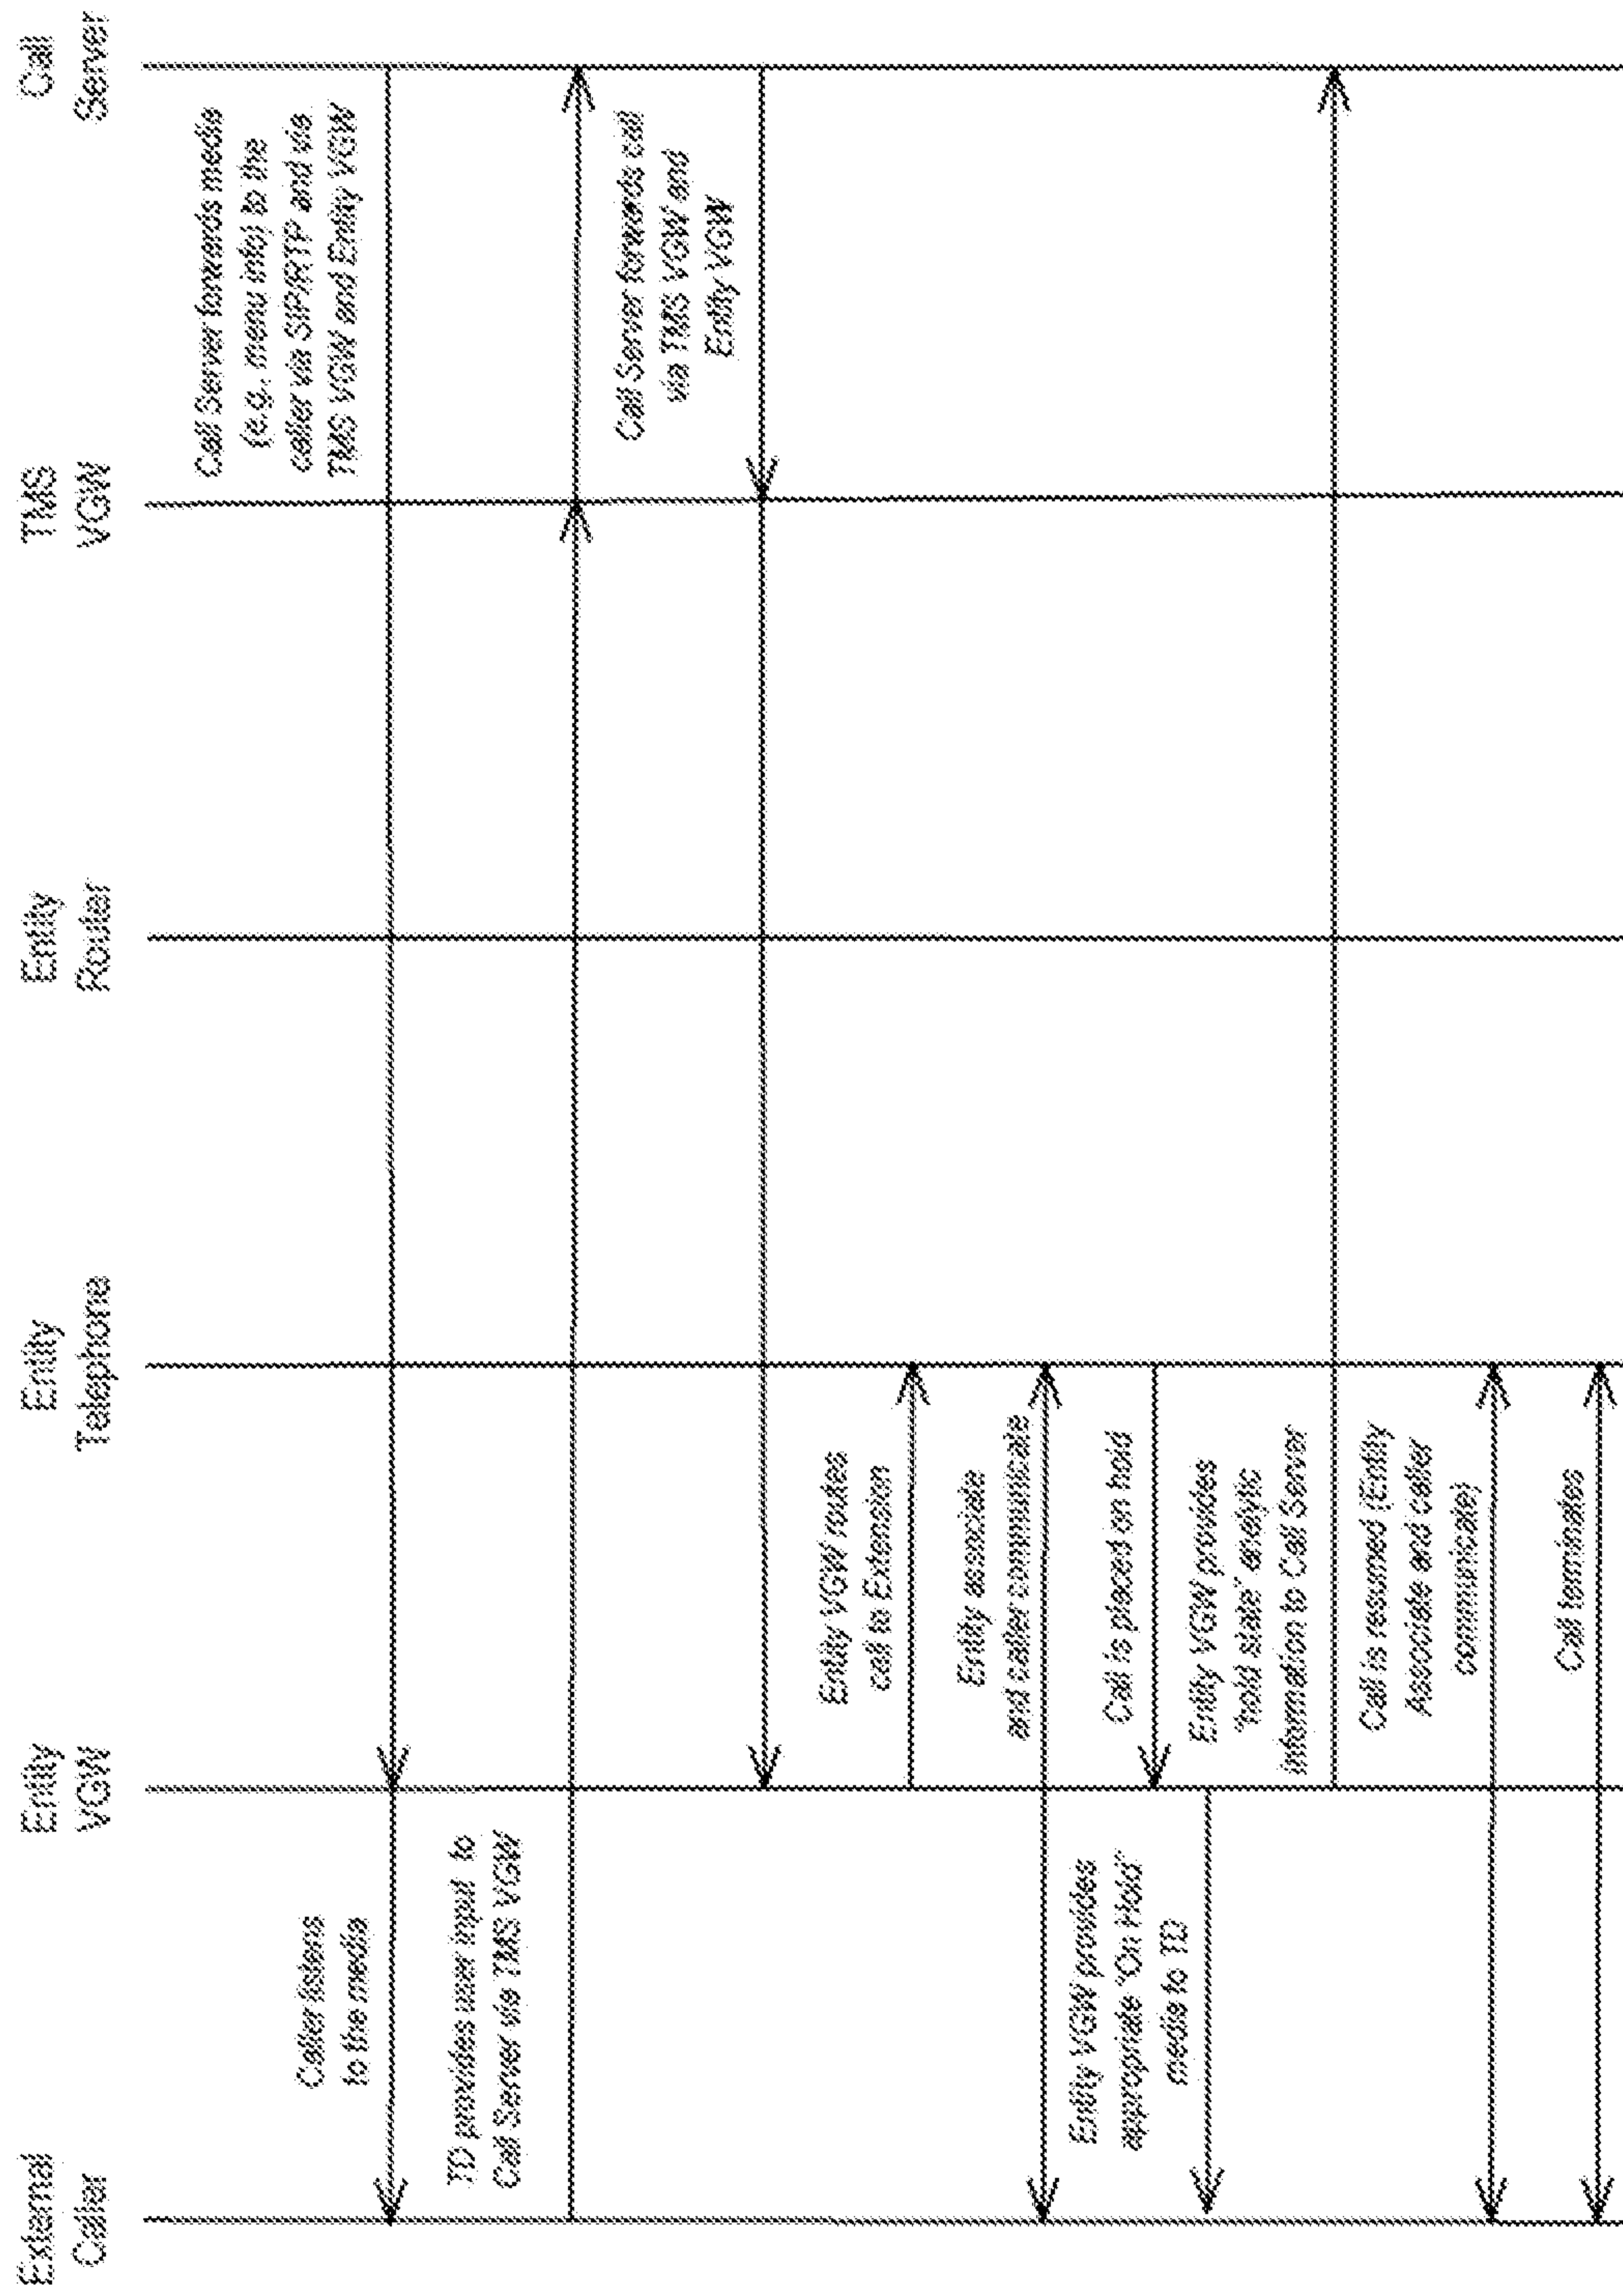 External
Caller
Entity
VGW
Entity
Telephone
Entity
Router
TMS
VGW
Call
Server
Call Server forwards media
(e.g., menu info) to the
caller via SIP/RTP and via
TMS VGW and Entity VGW
Caller listens
to the media
TD provides user input to
Call Server via TMS VGW
Call Server forwards call
via TMS VGW and
Entity VGW
Entity VGW routes
call to Extension
Entity associate
and caller communicate
Call is placed on hold
Entity VGW provides
appropriate "On Hold"
media to TD
Entity VGW provides
"hold state" analytic
information to Call Server
Call is resumed (Entity
Associate and caller
communicate)
Call terminates